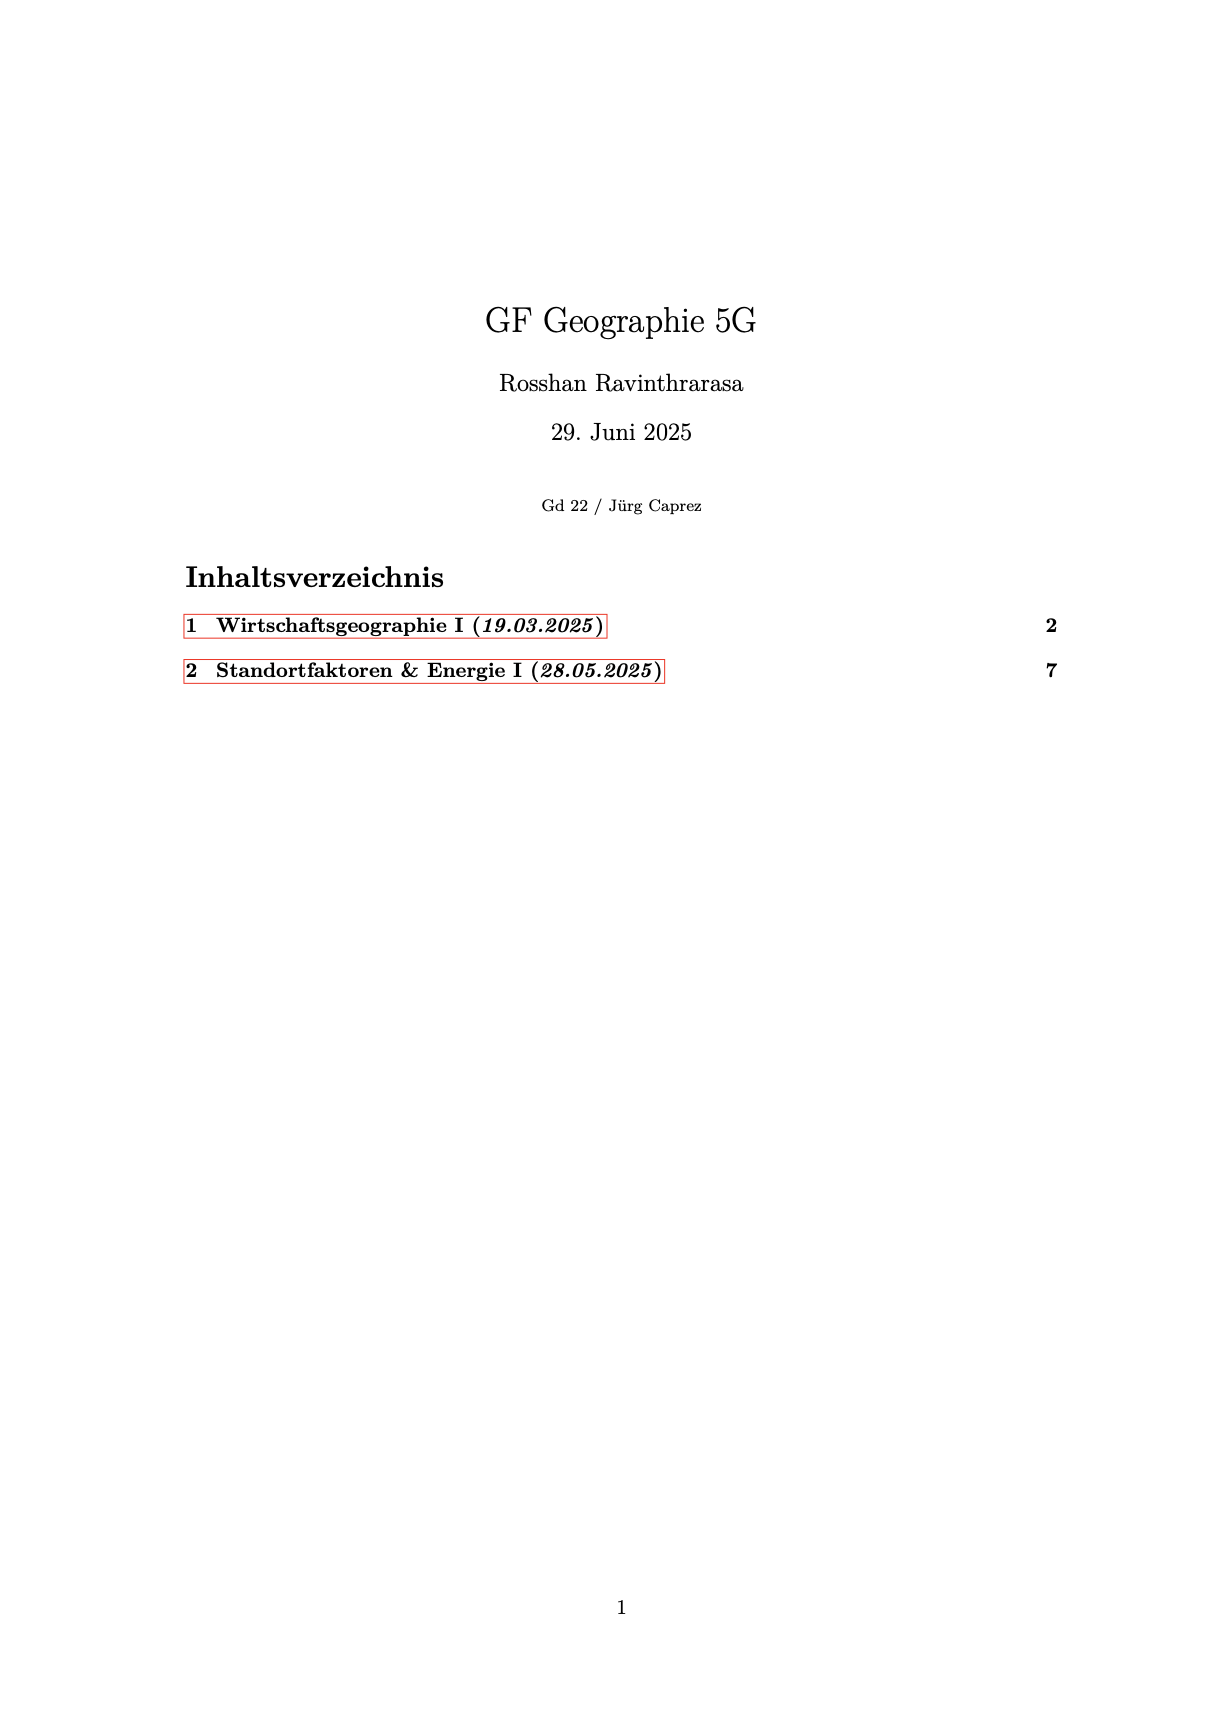 GF Geographie 5G
Rosshan Ravinthrarasa
29. Juni 2025
Gd 22 / Jürg Caprez
Inhaltsverzeichnis
1 Wirtschaftsgeographie I (19.03.2025) 2
2 Standortfaktoren & Energie I (28.05.2025) 7
1